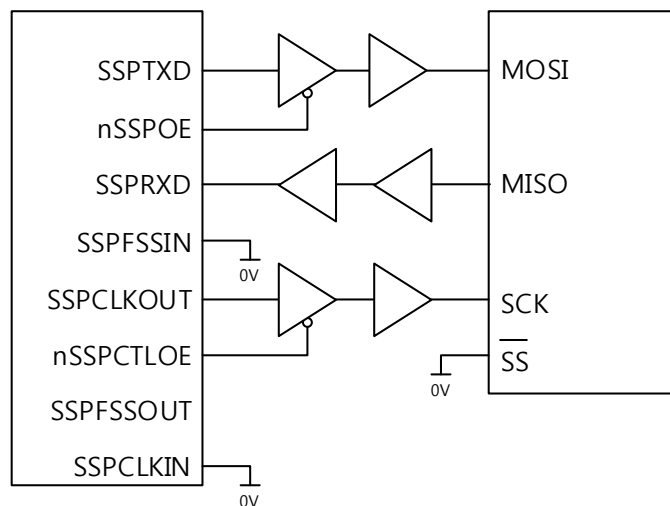 SSPTXD
MOSI
nSSPOE
SSPRXD
MISO
SSPFSSIN
0V
SSPCLKOUT
SCK
nSSPCTLOE
SS
0V
SSPFSSOUT
SSPCLKIN
0V